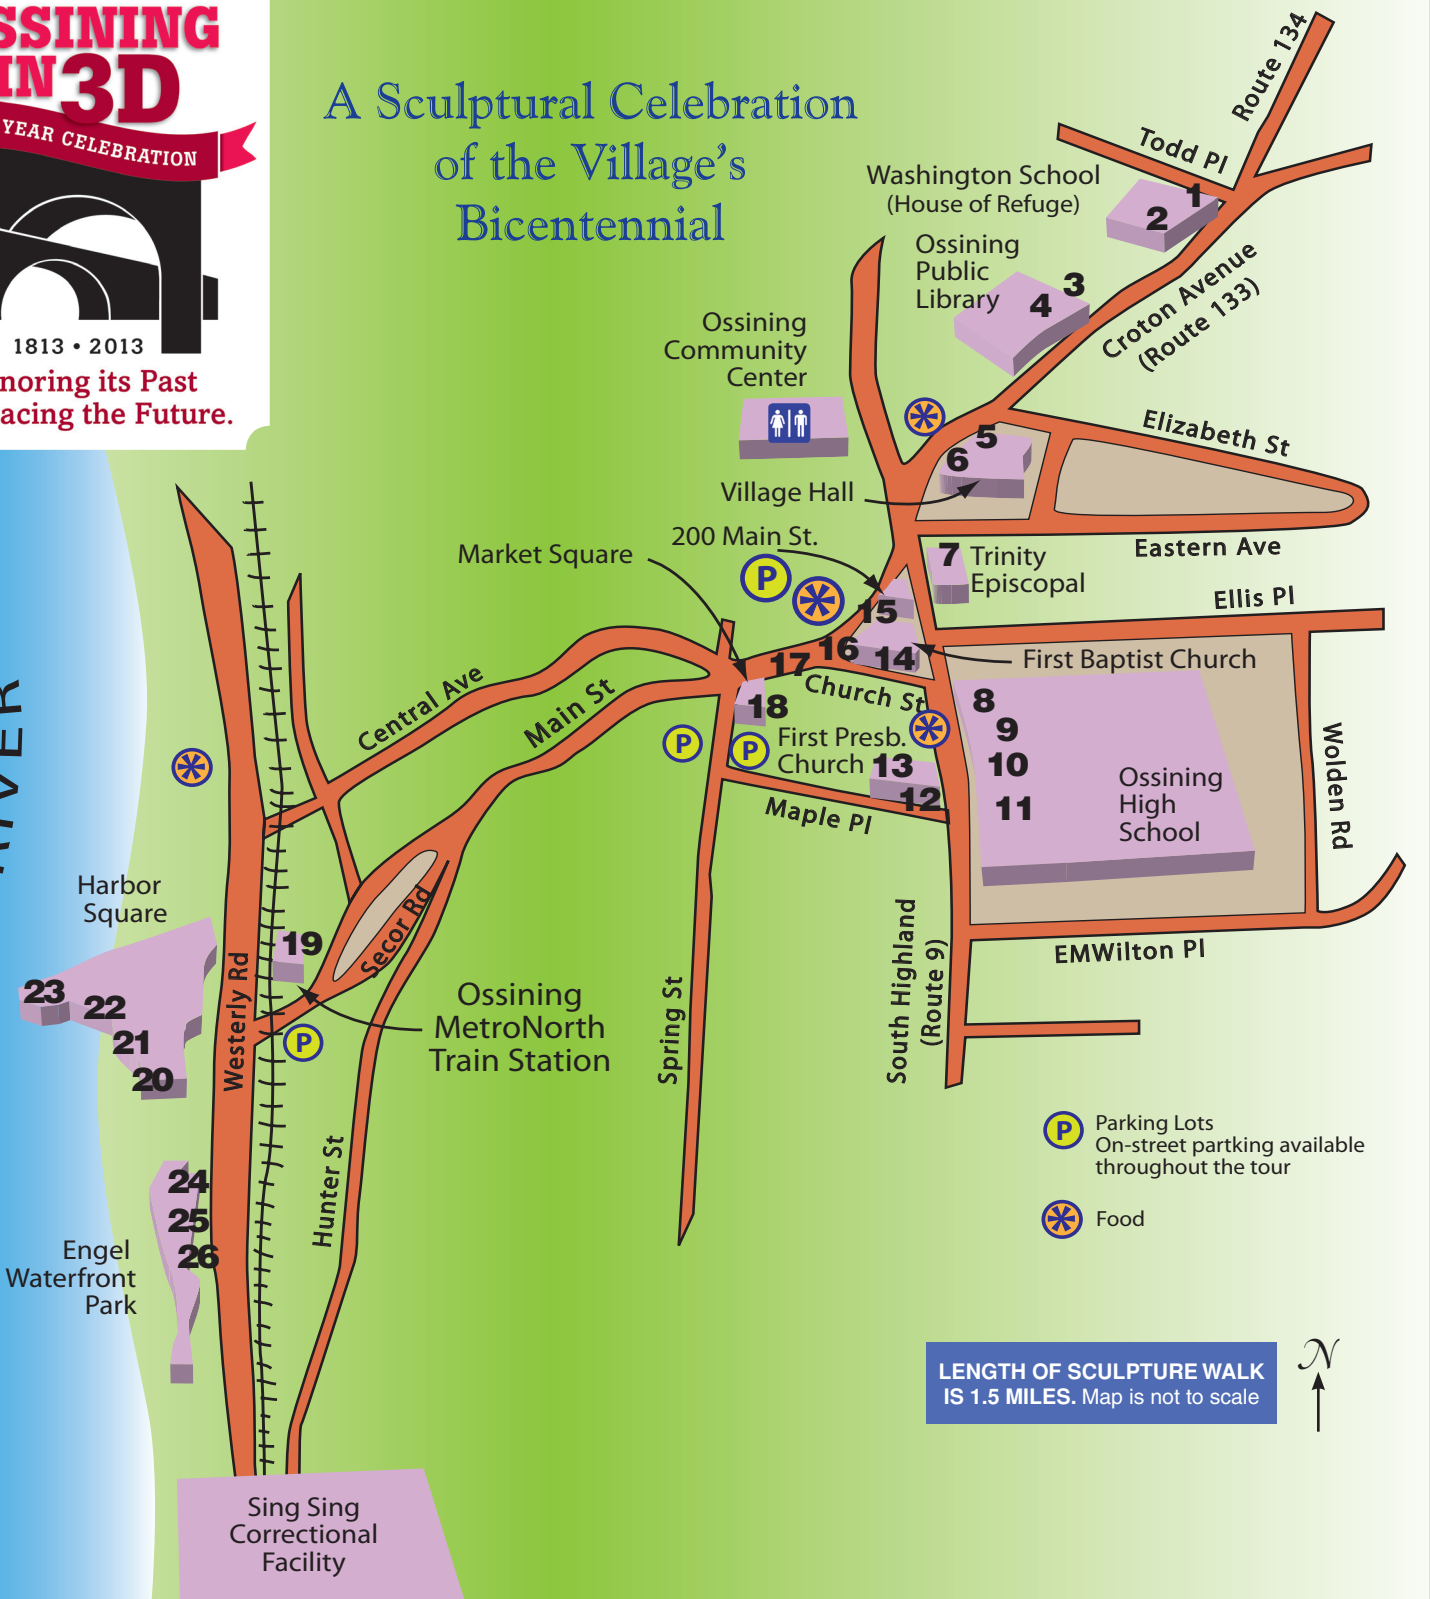 SSINING
IN 3D
YEAR CELEBRATION
1813 • 2013
noring its Past
acing the Future.
A Sculptural Celebration
of the Village's
Bicentennial
Route 134
Todd Pl
Washington School
(House of Refuge)
1
2
Ossining
Public
Library
3
4
Croton Avenue
(Route 133)
Ossining
Community
Center
Elizabeth St
5
6
Village Hall
200 Main St.
Market Square
P
Eastern Ave
7
Trinity
Episcopal
Ellis Pl
15
16
14
17
First Baptist Church
Church St
18
Central Ave
Main St
P
P
First Presb.
Church
13
12
Maple Pl
8
9
10
11
Ossining
High
School
Wolden Rd
IVER
Harbor
Square
19
Secor Rd
23
22
21
20
Westerly Rd
P
Ossining
MetroNorth
Train Station
Spring St
South Highland
(Route 9)
EMWilton Pl
Hunter St
24
25
26
Engel
Waterfront
Park
P
Parking Lots
On-street partking available
throughout the tour
Food
LENGTH OF SCULPTURE WALK
IS 1.5 MILES. Map is not to scale
N
Sing Sing
Correctional
Facility